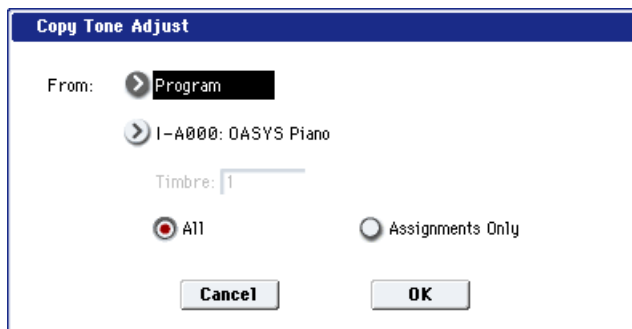 Copy Tone Adjust
From: Program
I-A000: OASYS Piano
Timbre: 1
All Assignments Only
Cancel OK